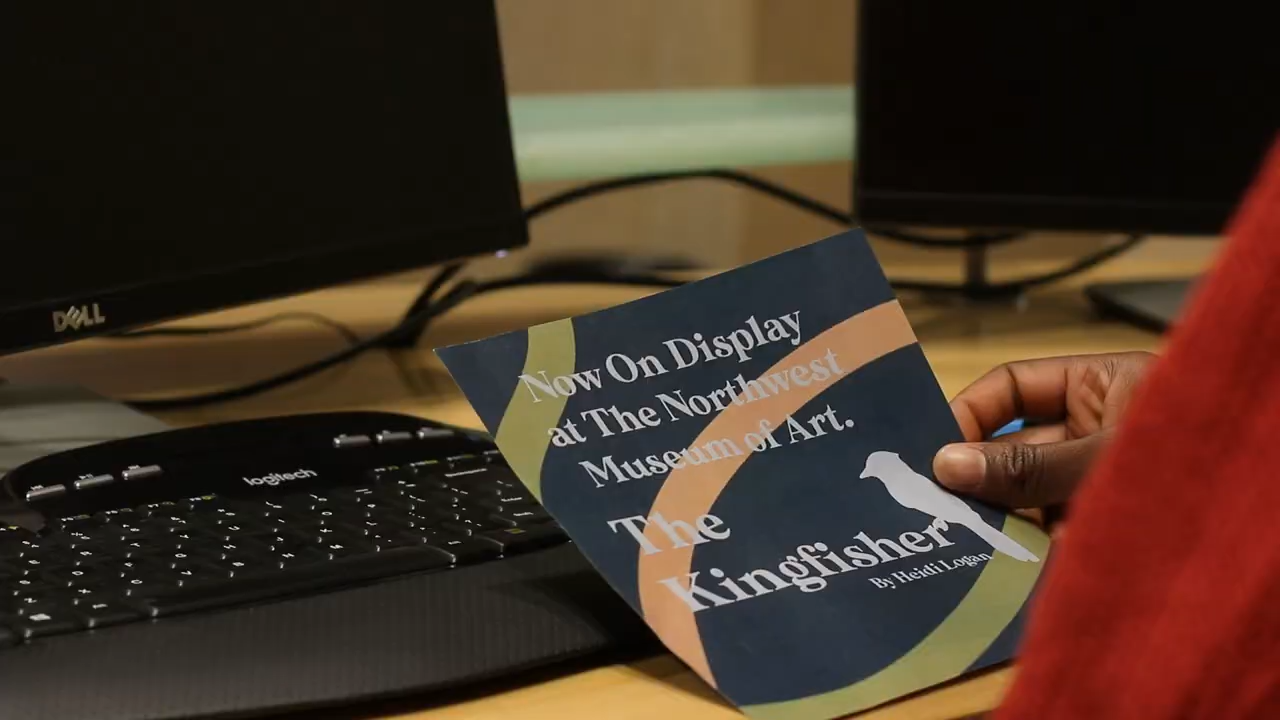 DELL
logitech
Now On Display
at The Northwest
Museum of Art.
The
Kingfisher
By Heidi Logan